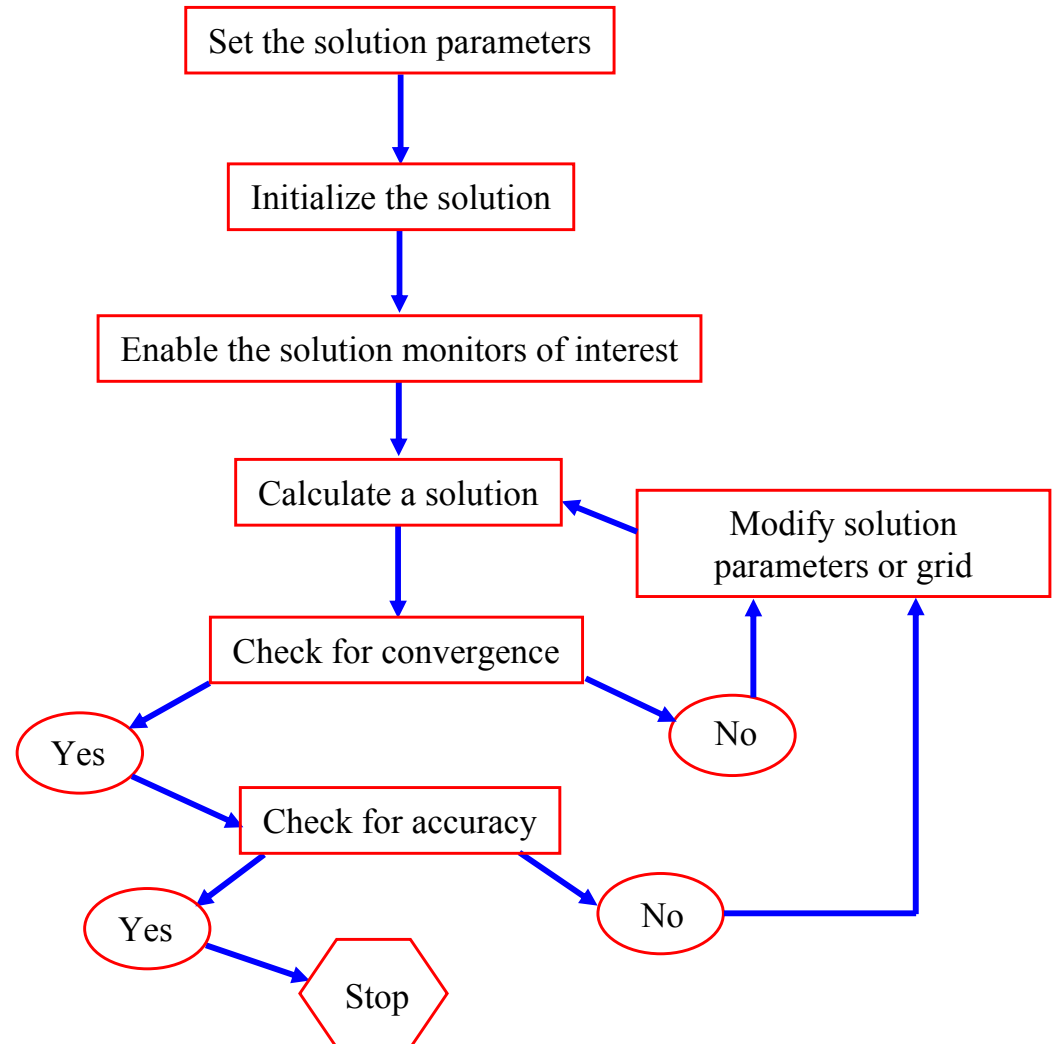 Set the solution parameters
Initialize the solution
Enable the solution monitors of interest
Calculate a solution
Modify solution
parameters or grid
Check for convergence
Yes
No
Check for accuracy
Yes
No
Stop